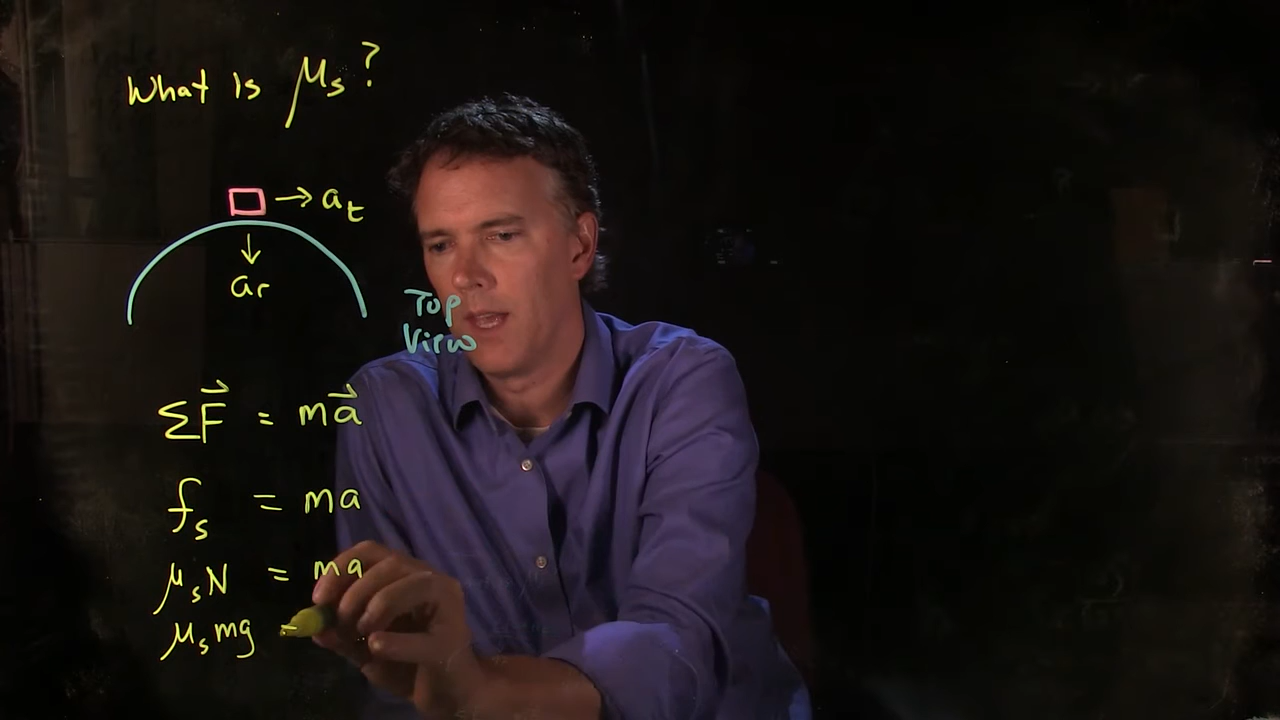 What is μₛ?
→ aₜ
↓
aᵣ
Top
View
ΣF⃗ = ma⃗
fₛ = ma
μₛN = ma
μₛmg =